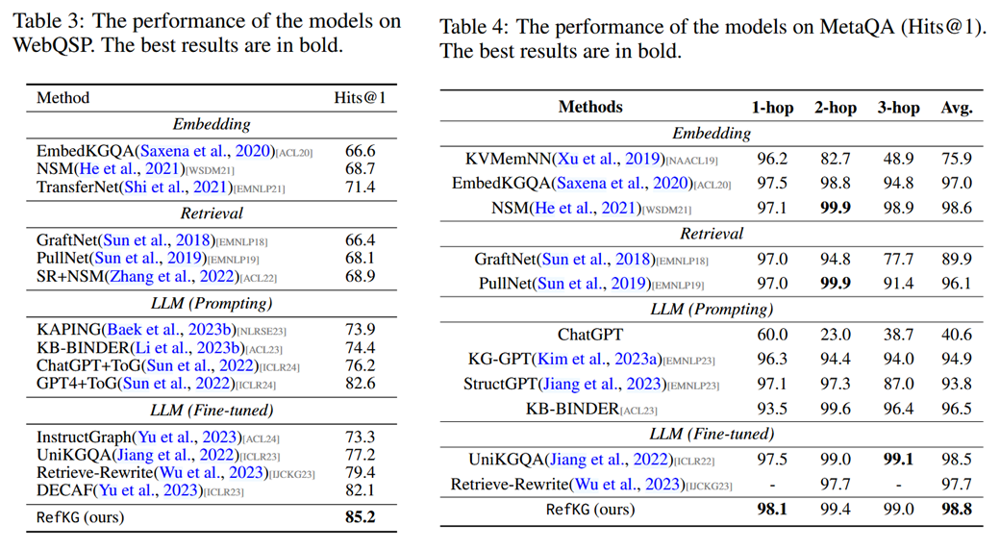 Table 3: The performance of the models on
WebQSP. The best results are in bold.
Method Hits@1
Embedding
EmbedKGQA(Saxena et al., 2020)[ACL20] 66.6
NSM(He et al., 2021)[WSDM21] 68.7
TransferNet(Shi et al., 2021)[EMNLP21] 71.4
Retrieval
GraftNet(Sun et al., 2018)[EMNLP18] 66.4
PullNet(Sun et al., 2019)[EMNLP19] 68.1
SR+NSM(Zhang et al., 2022)[ACL22] 68.9
LLM (Prompting)
KAPING(Baek et al., 2023b)[NLRSE23] 73.9
KB-BINDER(Li et al., 2023b)[ACL23] 74.4
ChatGPT+ToG(Sun et al., 2022)[ICLR24] 76.2
GPT4+ToG(Sun et al., 2022)[ICLR24] 82.6
LLM (Fine-tuned)
InstructGraph(Yu et al., 2023)[ACL24] 73.3
UniKGQA(Jiang et al., 2022)[ICLR23] 77.2
Retrieve-Rewrite(Wu et al., 2023)[IJCKG23] 79.4
DECAF(Yu et al., 2023)[ICLR23] 82.1
RefKG (ours) 85.2
Table 4: The performance of the models on MetaQA (Hits@1).
The best results are in bold.
Methods 1-hop 2-hop 3-hop Avg.
Embedding
KVMemNN(Xu et al., 2019)[NAACL19] 96.2 82.7 48.9 75.9
EmbedKGQA(Saxena et al., 2020)[ACL20] 97.5 98.8 94.8 97.0
NSM(He et al., 2021)[WSDM21] 97.1 99.9 98.9 98.6
Retrieval
GraftNet(Sun et al., 2018)[EMNLP18] 97.0 94.8 77.7 89.9
PullNet(Sun et al., 2019)[EMNLP19] 97.0 99.9 91.4 96.1
LLM (Prompting)
ChatGPT 60.0 23.0 38.7 40.6
KG-GPT(Kim et al., 2023a)[EMNLP23] 96.3 94.4 94.0 94.9
StructGPT(Jiang et al., 2023)[EMNLP23] 97.1 97.3 87.0 93.8
KB-BINDER[ACL23] 93.5 99.6 96.4 96.5
LLM (Fine-tuned)
UniKGQA(Jiang et al., 2022)[ICLR22] 97.5 99.0 99.1 98.5
Retrieve-Rewrite(Wu et al., 2023)[IJCKG23] - 97.7 - 97.7
RefKG (ours) 98.1 99.4 99.0 98.8